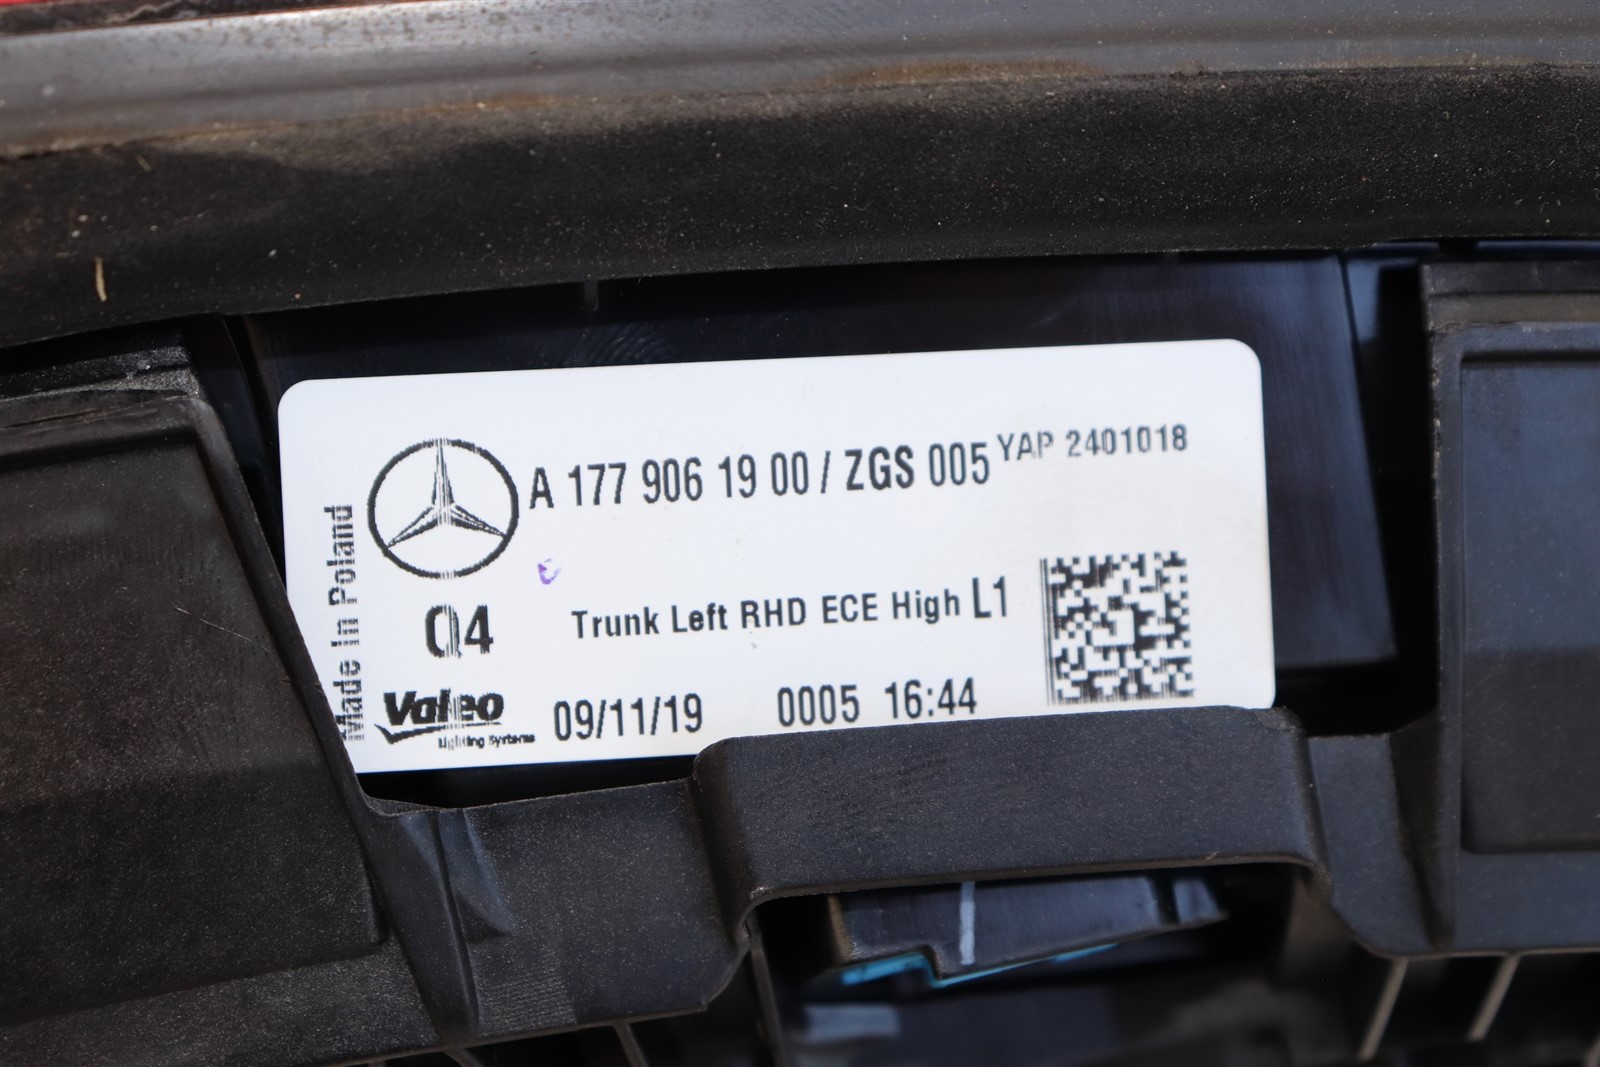 A 177 906 19 00 / ZGS 005 YAP 2401018
Made In Poland
Q4 Trunk Left RHD ECE High L1
Valeo 09/11/19 0005 16:44
Lighting Systems